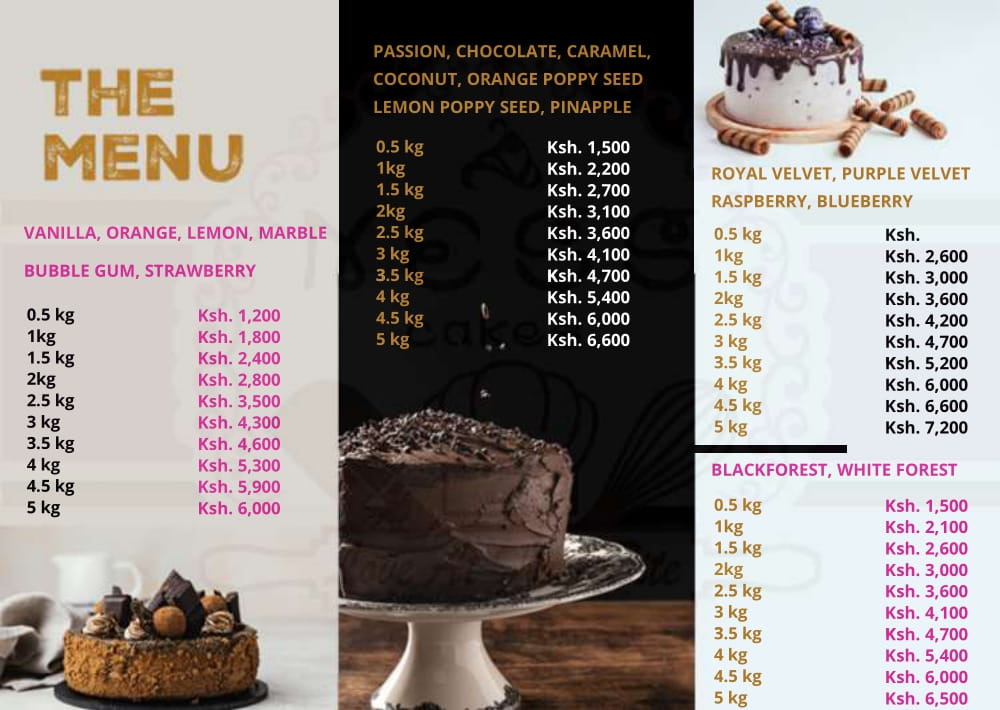 THE
MENU
VANILLA, ORANGE, LEMON, MARBLE
BUBBLE GUM, STRAWBERRY
0.5 kg Ksh. 1,200
1kg Ksh. 1,800
1.5 kg Ksh. 2,400
2kg Ksh. 2,800
2.5 kg Ksh. 3,500
3 kg Ksh. 4,300
3.5 kg Ksh. 4,600
4 kg Ksh. 5,300
4.5 kg Ksh. 5,900
5 kg Ksh. 6,000
PASSION, CHOCOLATE, CARAMEL,
COCONUT, ORANGE POPPY SEED
LEMON POPPY SEED, PINAPPLE
0.5 kg Ksh. 1,500
1kg Ksh. 2,200
1.5 kg Ksh. 2,700
2kg Ksh. 3,100
2.5 kg Ksh. 3,600
3 kg Ksh. 4,100
3.5 kg Ksh. 4,700
4 kg Ksh. 5,400
4.5 kg Ksh. 6,000
5 kg Ksh. 6,600
ROYAL VELVET, PURPLE VELVET
RASPBERRY, BLUEBERRY
0.5 kg Ksh.
1kg Ksh. 2,600
1.5 kg Ksh. 3,000
2kg Ksh. 3,600
2.5 kg Ksh. 4,200
3 kg Ksh. 4,700
3.5 kg Ksh. 5,200
4 kg Ksh. 6,000
4.5 kg Ksh. 6,600
5 kg Ksh. 7,200
BLACKFOREST, WHITE FOREST
0.5 kg Ksh. 1,500
1kg Ksh. 2,100
1.5 kg Ksh. 2,600
2kg Ksh. 3,000
2.5 kg Ksh. 3,600
3 kg Ksh. 4,100
3.5 kg Ksh. 4,700
4 kg Ksh. 5,400
4.5 kg Ksh. 6,000
5 kg Ksh. 6,500